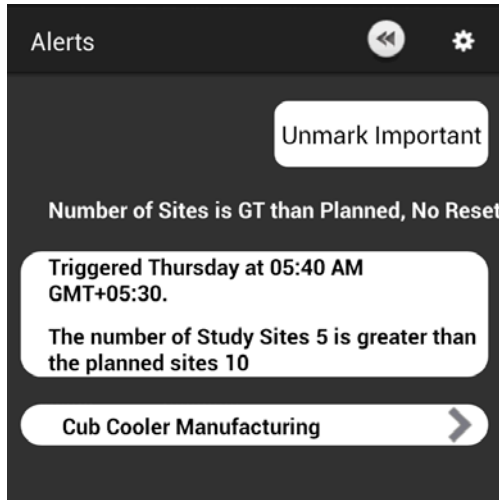 Alerts
Unmark Important
Number of Sites is GT than Planned, No Reset
Triggered Thursday at 05:40 AM
GMT+05:30.
The number of Study Sites 5 is greater than
the planned sites 10
Cub Cooler Manufacturing